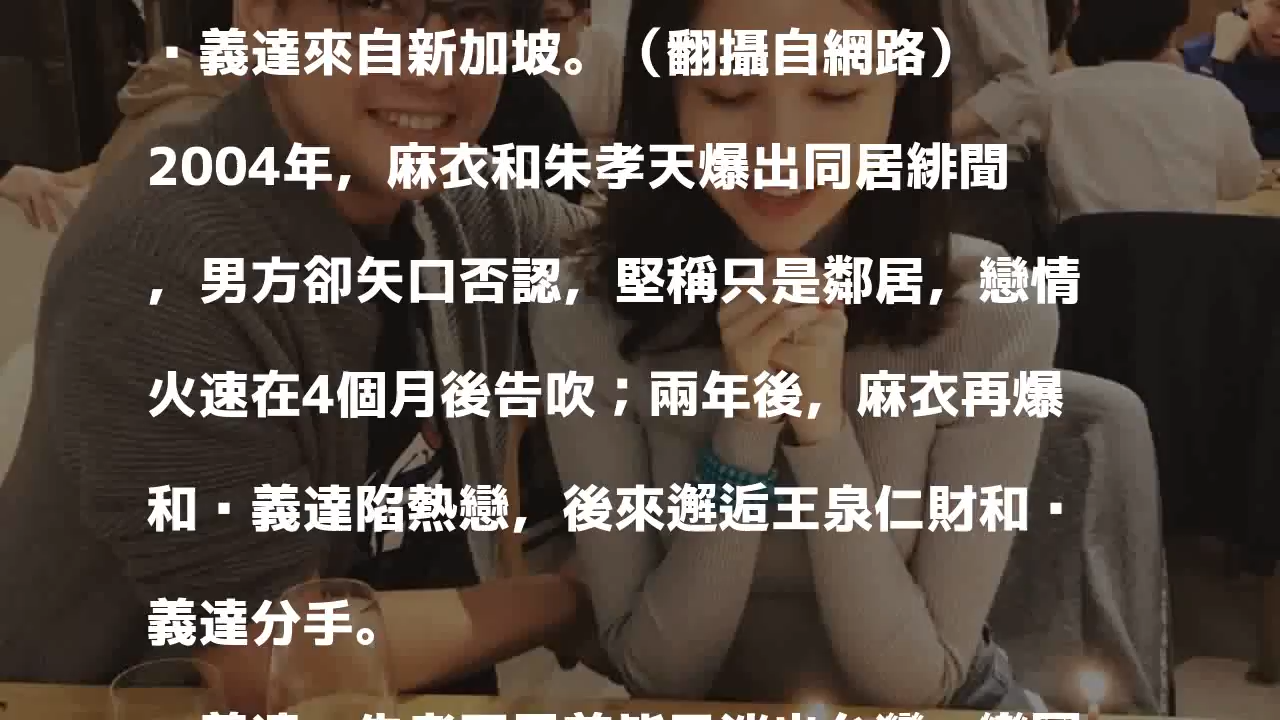 ·義達來自新加坡。（翻攝自網路）
2004年，麻衣和朱孝天爆出同居緋聞
，男方卻矢口否認，堅稱只是鄰居，戀情
火速在4個月後告吹；兩年後，麻衣再爆
和·義達陷熱戀，後來邂逅王泉仁財和·
義達分手。